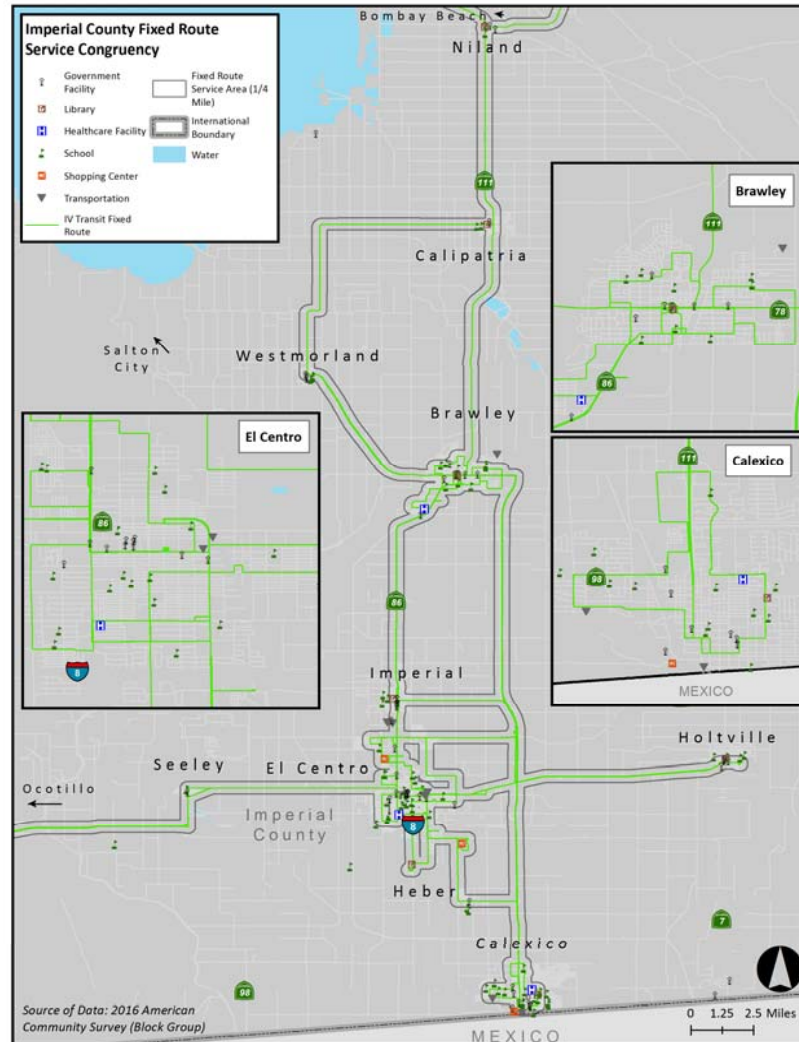 Imperial County Fixed Route
Service Congruency
Government
Facility
Library
Healthcare Facility
School
Shopping Center
Transportation
IV Transit Fixed
Route
Fixed Route
Service Area (1/4
Mile)
International
Boundary
Water
Bombay Beach
Niland
111
Calipatria
Salton
City
Westmorland
Brawley
Brawley
111
78
86
El Centro
86
8
Calexico
111
98
MEXICO
86
Imperial
Holtville
Seeley
El Centro
Ocotillo
Imperial
County
8
Heber
7
Calexico
98
Source of Data: 2016 American
Community Survey (Block Group)
MEXICO
0 1.25 2.5 Miles